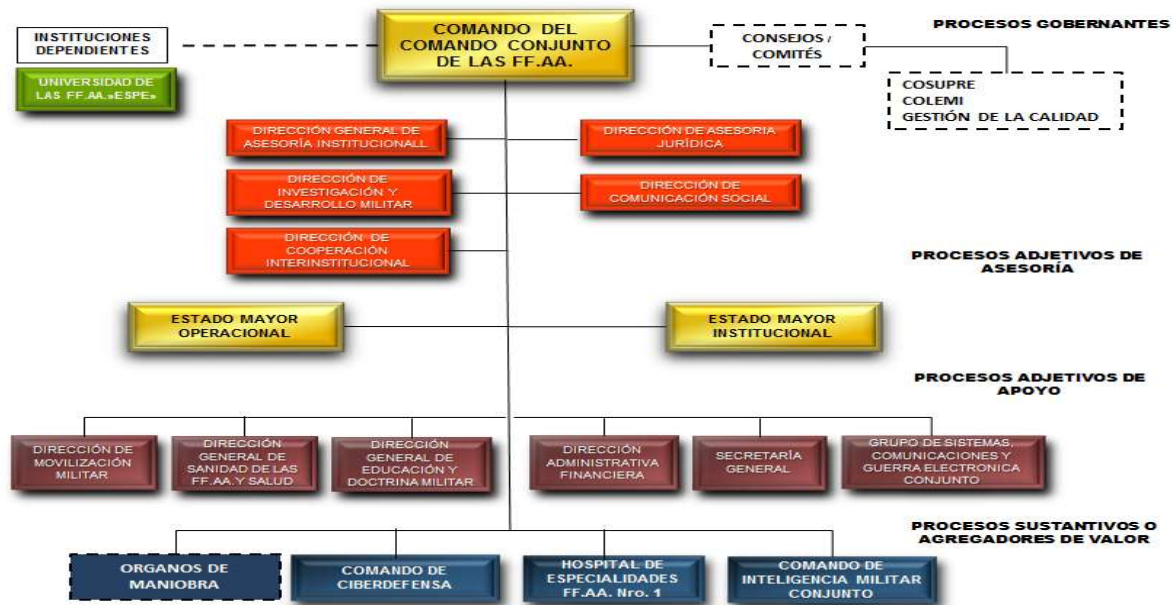 COMANDO DEL
COMANDO CONJUNTO
DE LAS FF.AA.
INSTITUCIONES
DEPENDIENTES
UNIVERSIDAD DE
LAS FF.AA.»ESPE»
CONSEJOS /
COMITÉS
PROCESOS GOBERNANTES
COSUPRE
COLEMI
GESTIÓN DE LA CALIDAD
DIRECCIÓN GENERAL DE
ASESORÍA INSTITUCIONALL
DIRECCIÓN DE ASESORIA
JURÍDICA
DIRECCIÓN DE
INVESTIGACIÓN Y
DESARROLLO MILITAR
DIRECCIÓN DE
COMUNICACIÓN SOCIAL
DIRECCIÓN DE
COOPERACIÓN
INTERINSTITUCIONAL
PROCESOS ADJETIVOS DE
ASESORÍA
ESTADO MAYOR
OPERACIONAL
ESTADO MAYOR
INSTITUCIONAL
PROCESOS ADJETIVOS DE
APOYO
DIRECCIÓN DE
MOVILIZACIÓN
MILITAR
DIRECCIÓN
GENERAL DE
SANIDAD DE LAS
FF.AA.Y SALUD
DIRECCIÓN
GENERAL DE
EDUCACIÓN Y
DOCTRINA MILITAR
DIRECCIÓN
ADMINISTRATIVA
FINANCIERA
SECRETARÍA
GENERAL
GRUPO DE SISTEMAS,
COMUNICACIONES Y
GUERRA ELECTRONICA
CONJUNTO
PROCESOS SUSTANTIVOS O
AGREGADORES DE VALOR
ORGANOS DE
MANIOBRA
COMANDO DE
CIBERDEFENSA
HOSPITAL DE
ESPECIALIDADES
FF.AA. Nro. 1
COMANDO DE
INTELIGENCIA MILITAR
CONJUNTO